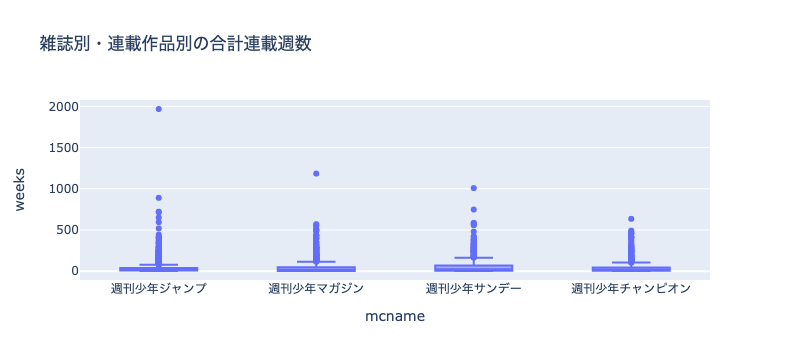 雑誌別・連載作品別の合計連載週数
weeks
2000
1500
1000
500
0
週刊少年ジャンプ 週刊少年マガジン 週刊少年サンデー 週刊少年チャンピオン
mcname